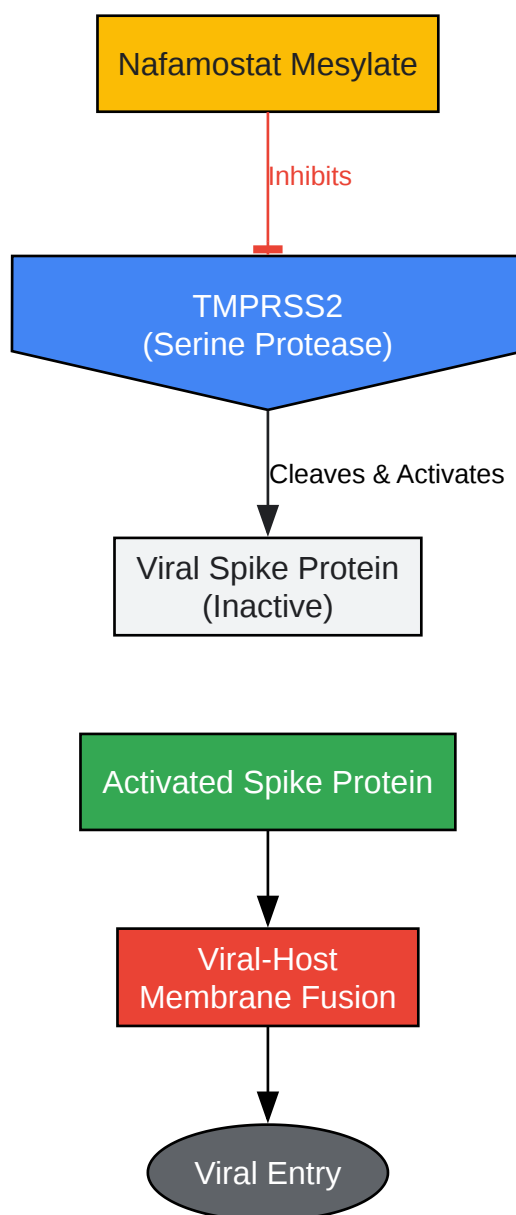 Nafamostat Mesylate
Inhibits
TMPRSS2
(Serine Protease)
Cleaves & Activates
Viral Spike Protein
(Inactive)
Activated Spike Protein
Viral-Host
Membrane Fusion
Viral Entry